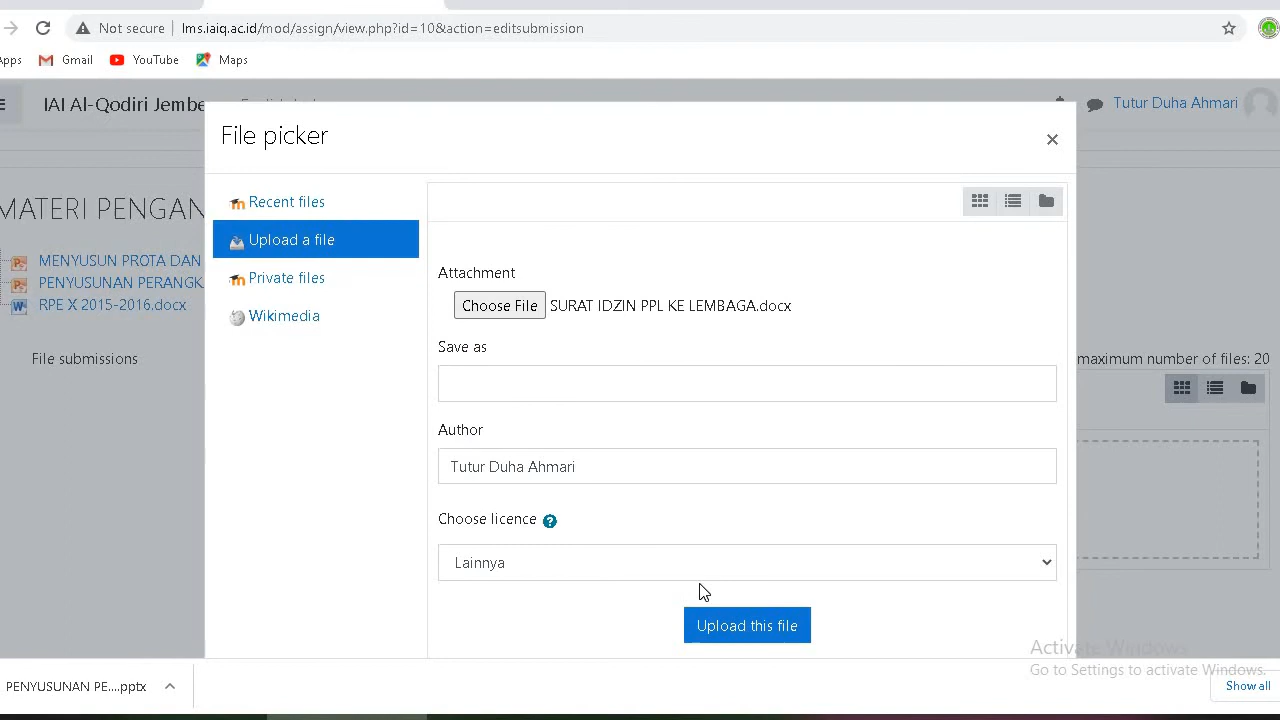 Not secure
lms.iaiq.ac.id/mod/assign/view.php?id=10&action=editsubmission
Apps
Gmail
YouTube
Maps
IAI Al-Qodiri Jembe
Tutur Duha Ahmari
File picker
MATERI PENGAN
MENYUSUN PROTA DAN
PENYUSUNAN PERANGK
RPE X 2015-2016.docx
File submissions
Recent files
Upload a file
Private files
Wikimedia
Attachment
Choose File SURAT IDZIN PPL KE LEMBAGA.docx
Save as
Author
Tutur Duha Ahmari
Choose licence
Lainnya
Upload this file
maximum number of files: 20
Activate Windows
Go to Settings to activate Windows.
PENYUSUNAN PE....pptx
Show all